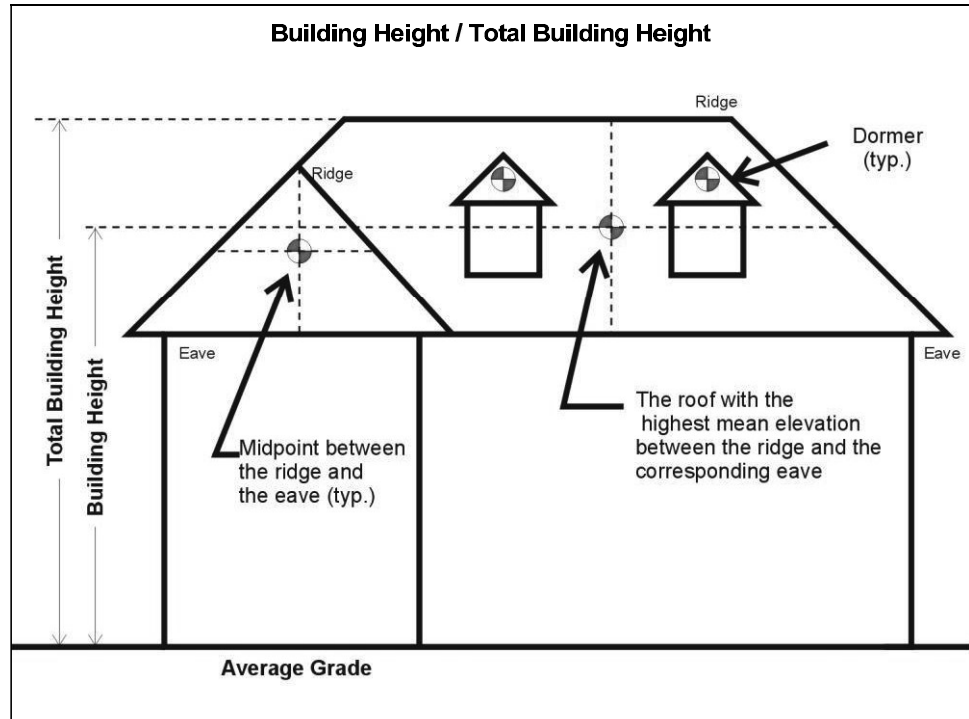 Building Height / Total Building Height
Ridge
Dormer
(typ.)
Ridge
Total Building Height
Building Height
Eave
Eave
Midpoint between
the ridge and
the eave (typ.)
The roof with the
highest mean elevation
between the ridge and the
corresponding eave
Average Grade